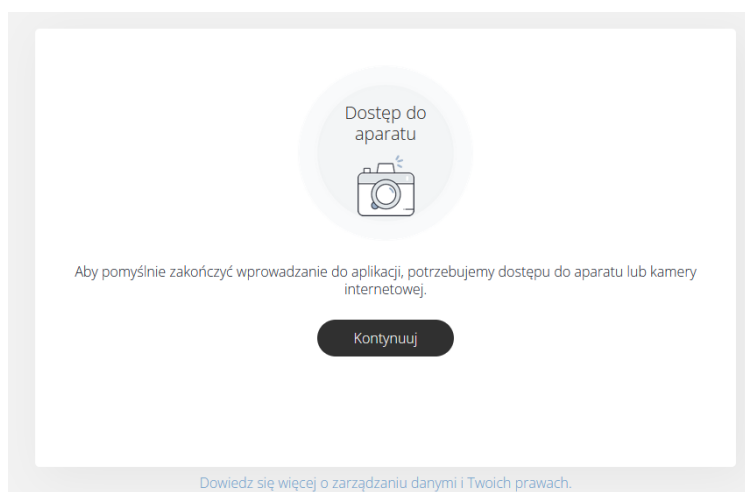 Dostęp do
aparatu
Aby pomyślnie zakończyć wprowadzanie do aplikacji, potrzebujemy dostępu do aparatu lub kamery
internetowej.
Kontynuuj
Dowiedz się więcej o zarządzaniu danymi i Twoich prawach.